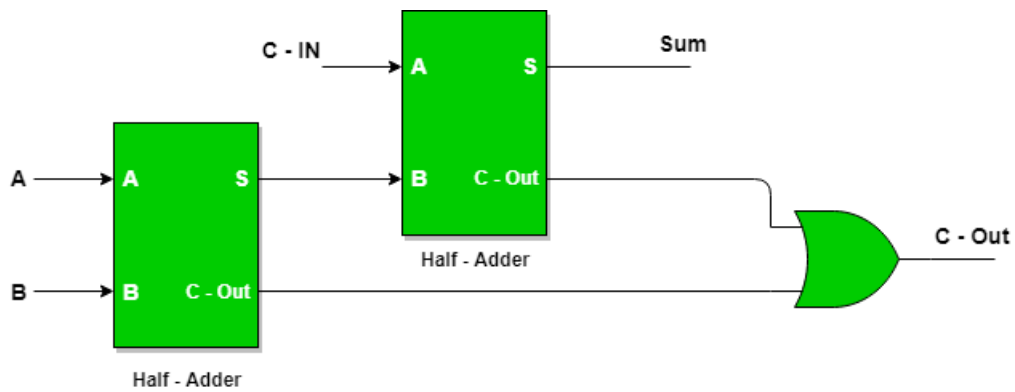 C - IN
Sum
A
S
A
A
S
B
C - Out
C - Out
Half - Adder
B
B
C - Out
Half - Adder